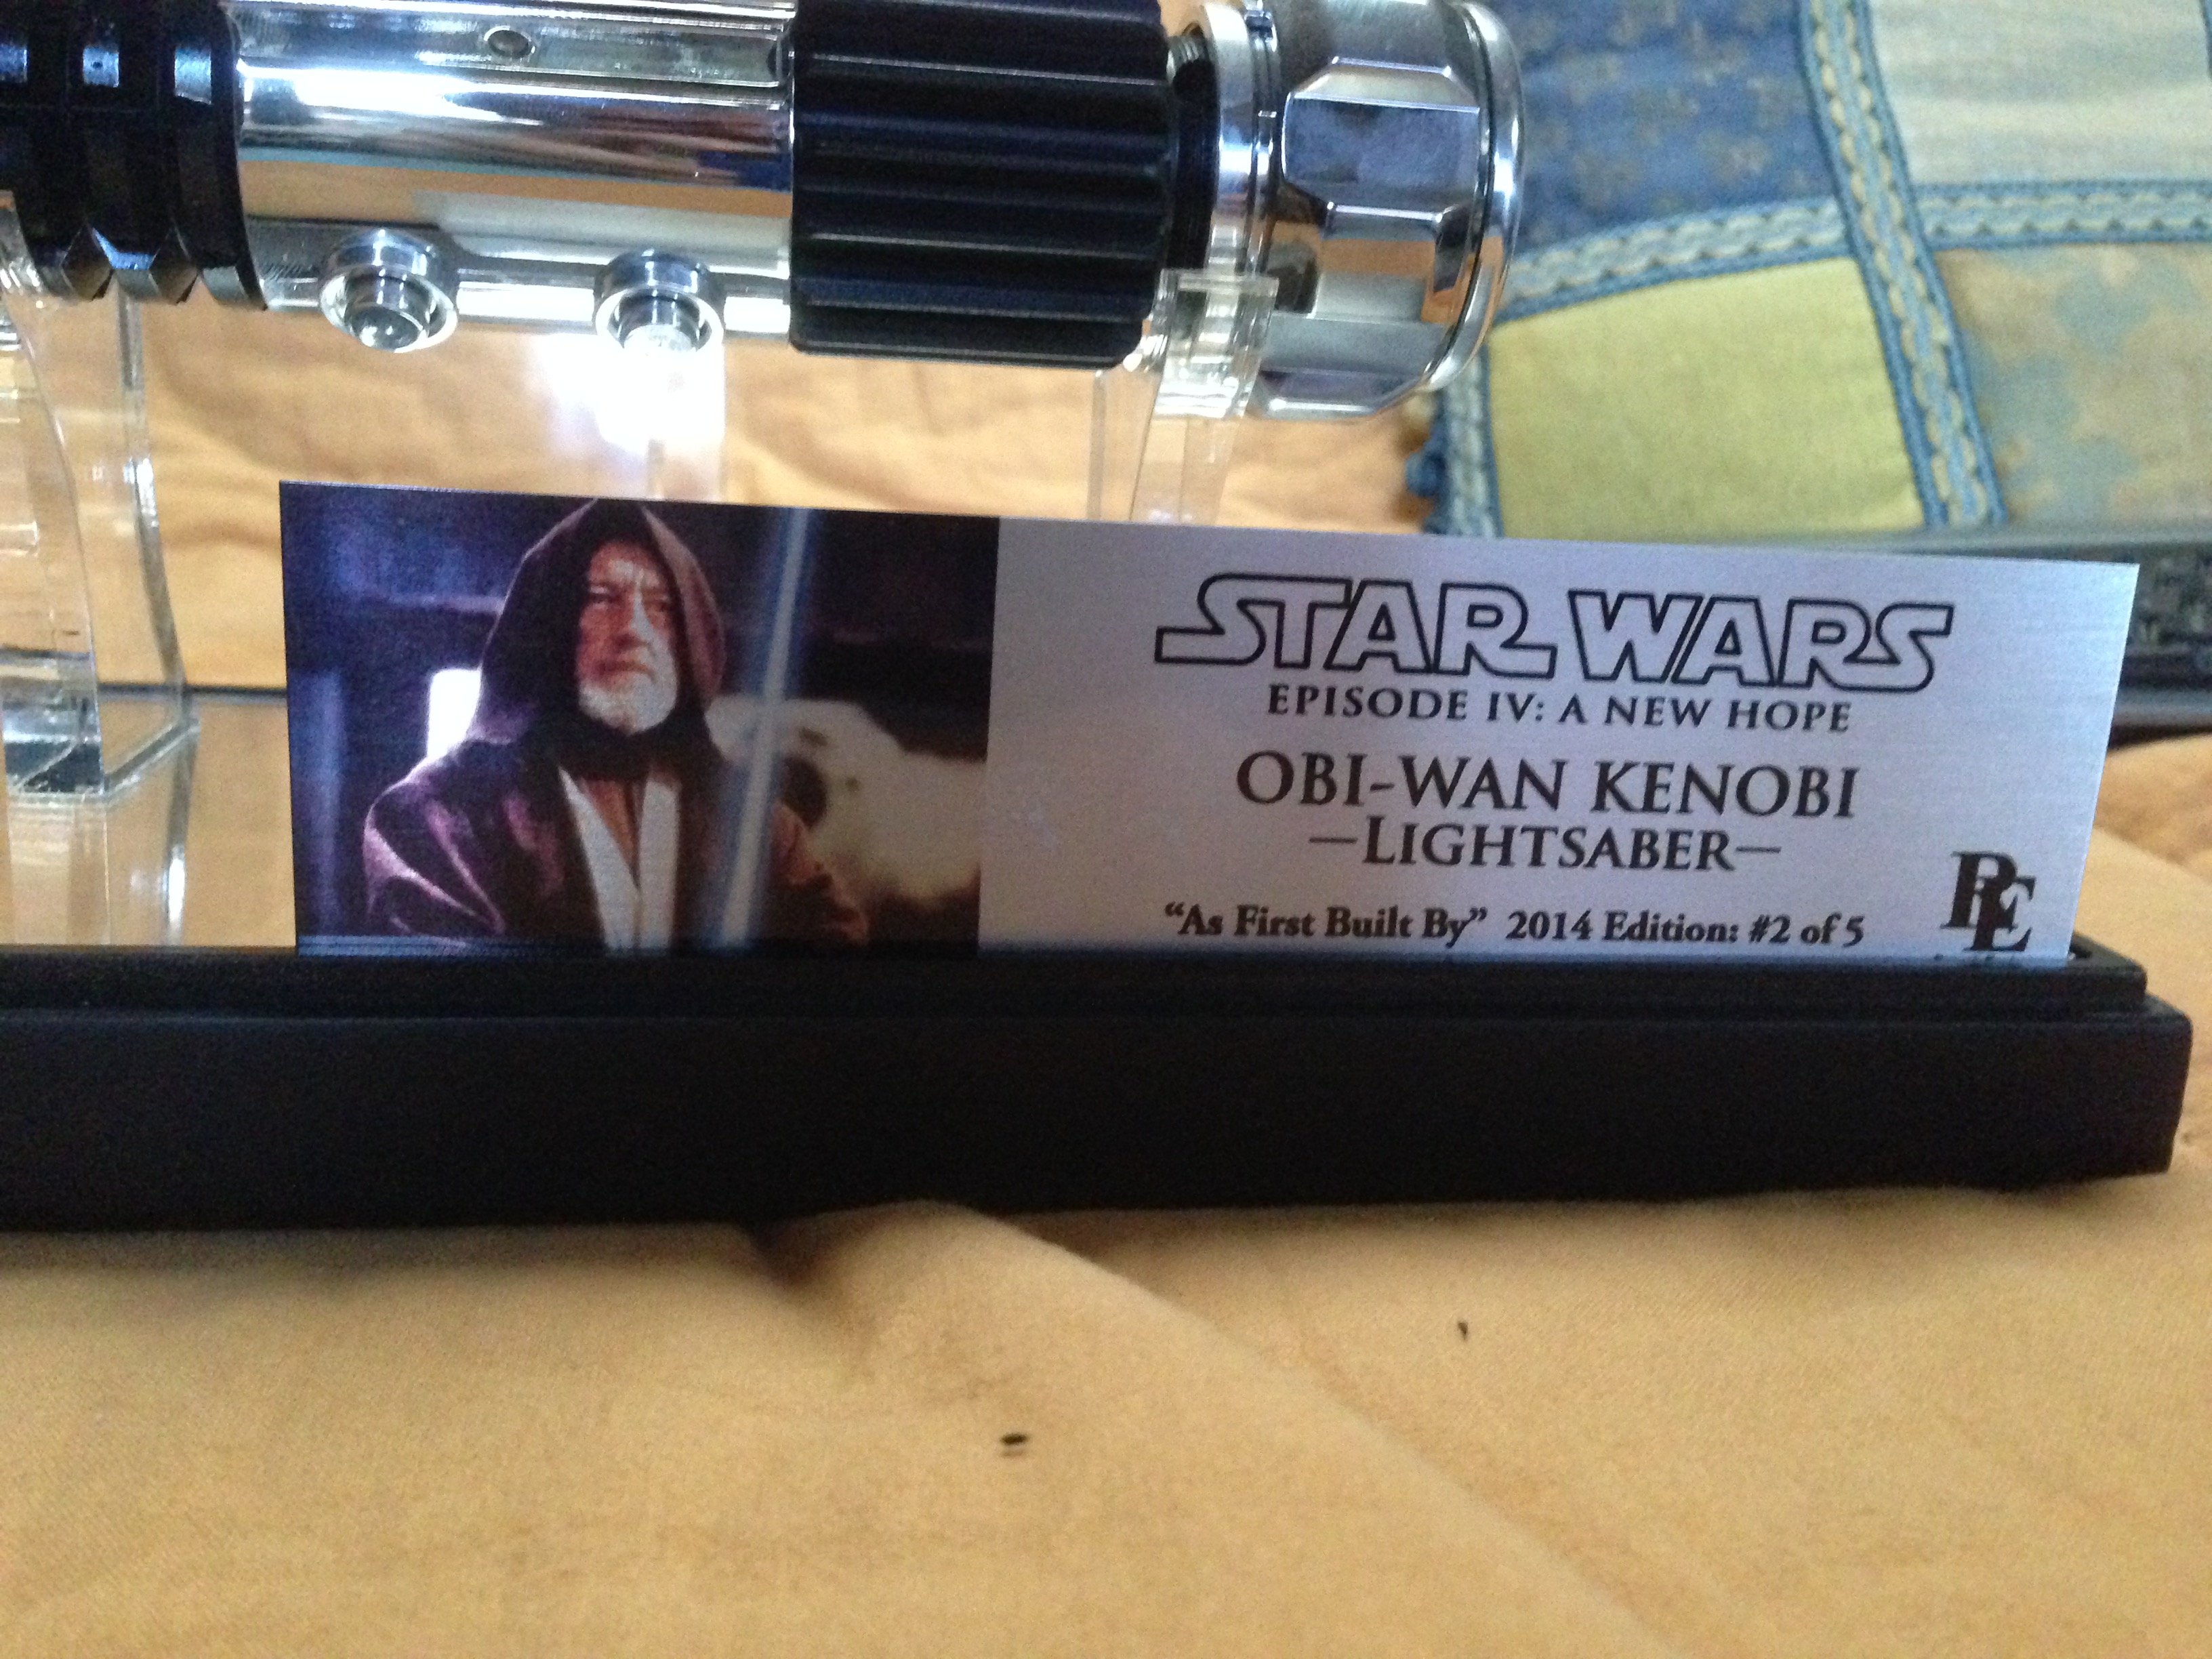 STAR WARS
EPISODE IV: A NEW HOPE
OBI-WAN KENOBI
—LIGHTSABER—
“As First Built By” 2014 Edition: #2 of 5